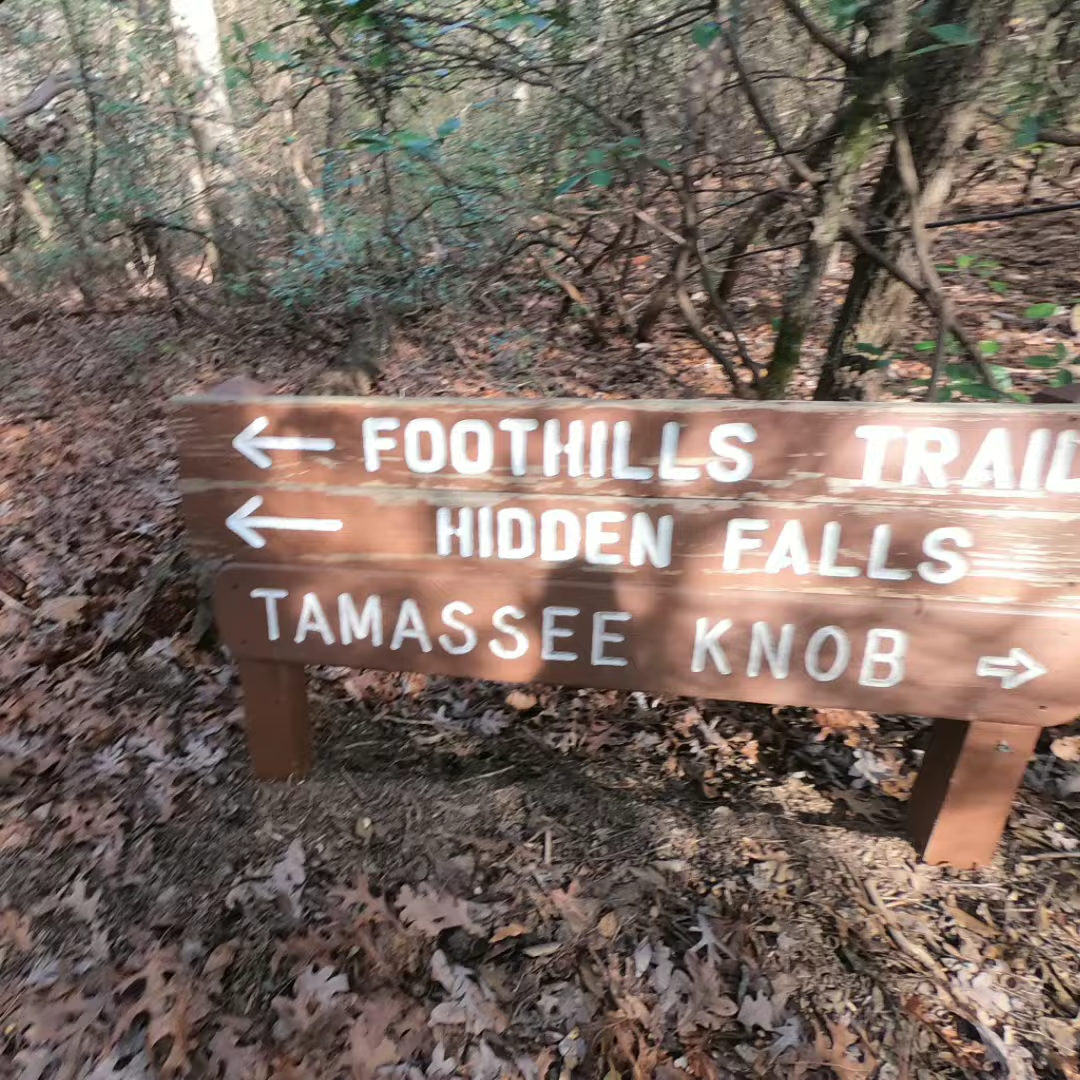 ← FOOTHILLS TRAIL
← HIDDEN FALLS
TAMASSEE KNOB →